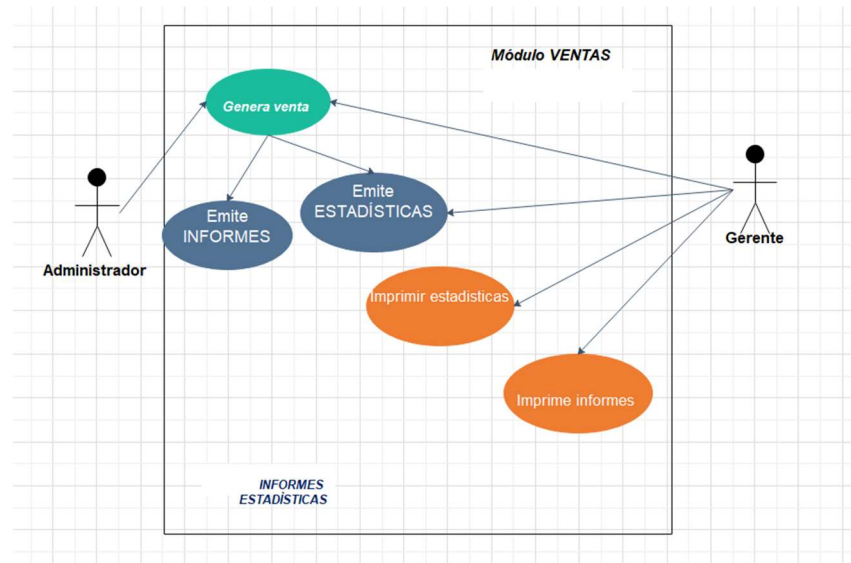 Módulo VENTAS
Genera venta
Emite
ESTADÍSTICAS
Emite
INFORMES
Gerente
Administrador
Imprimir estadisticas
Imprime informes
INFORMES
ESTADÍSTICAS